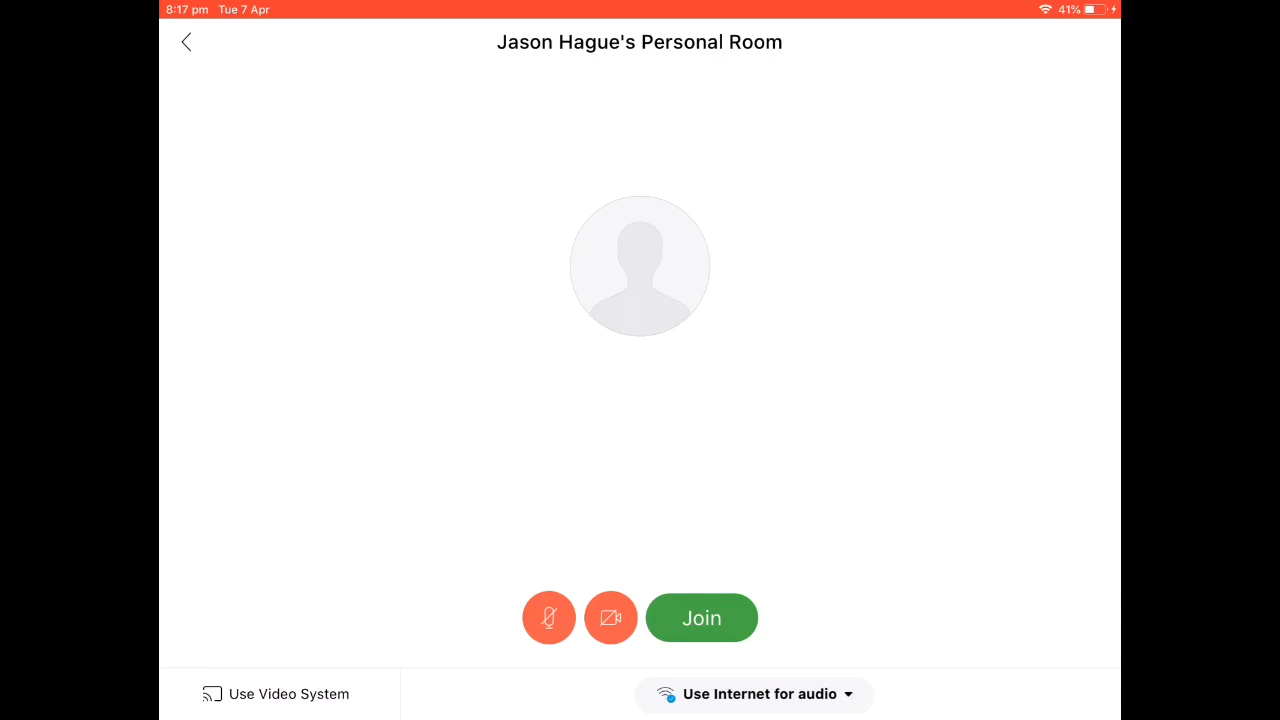 8:17 pm Tue 7 Apr 41%
Jason Hague's Personal Room
Join
Use Video System
Use Internet for audio